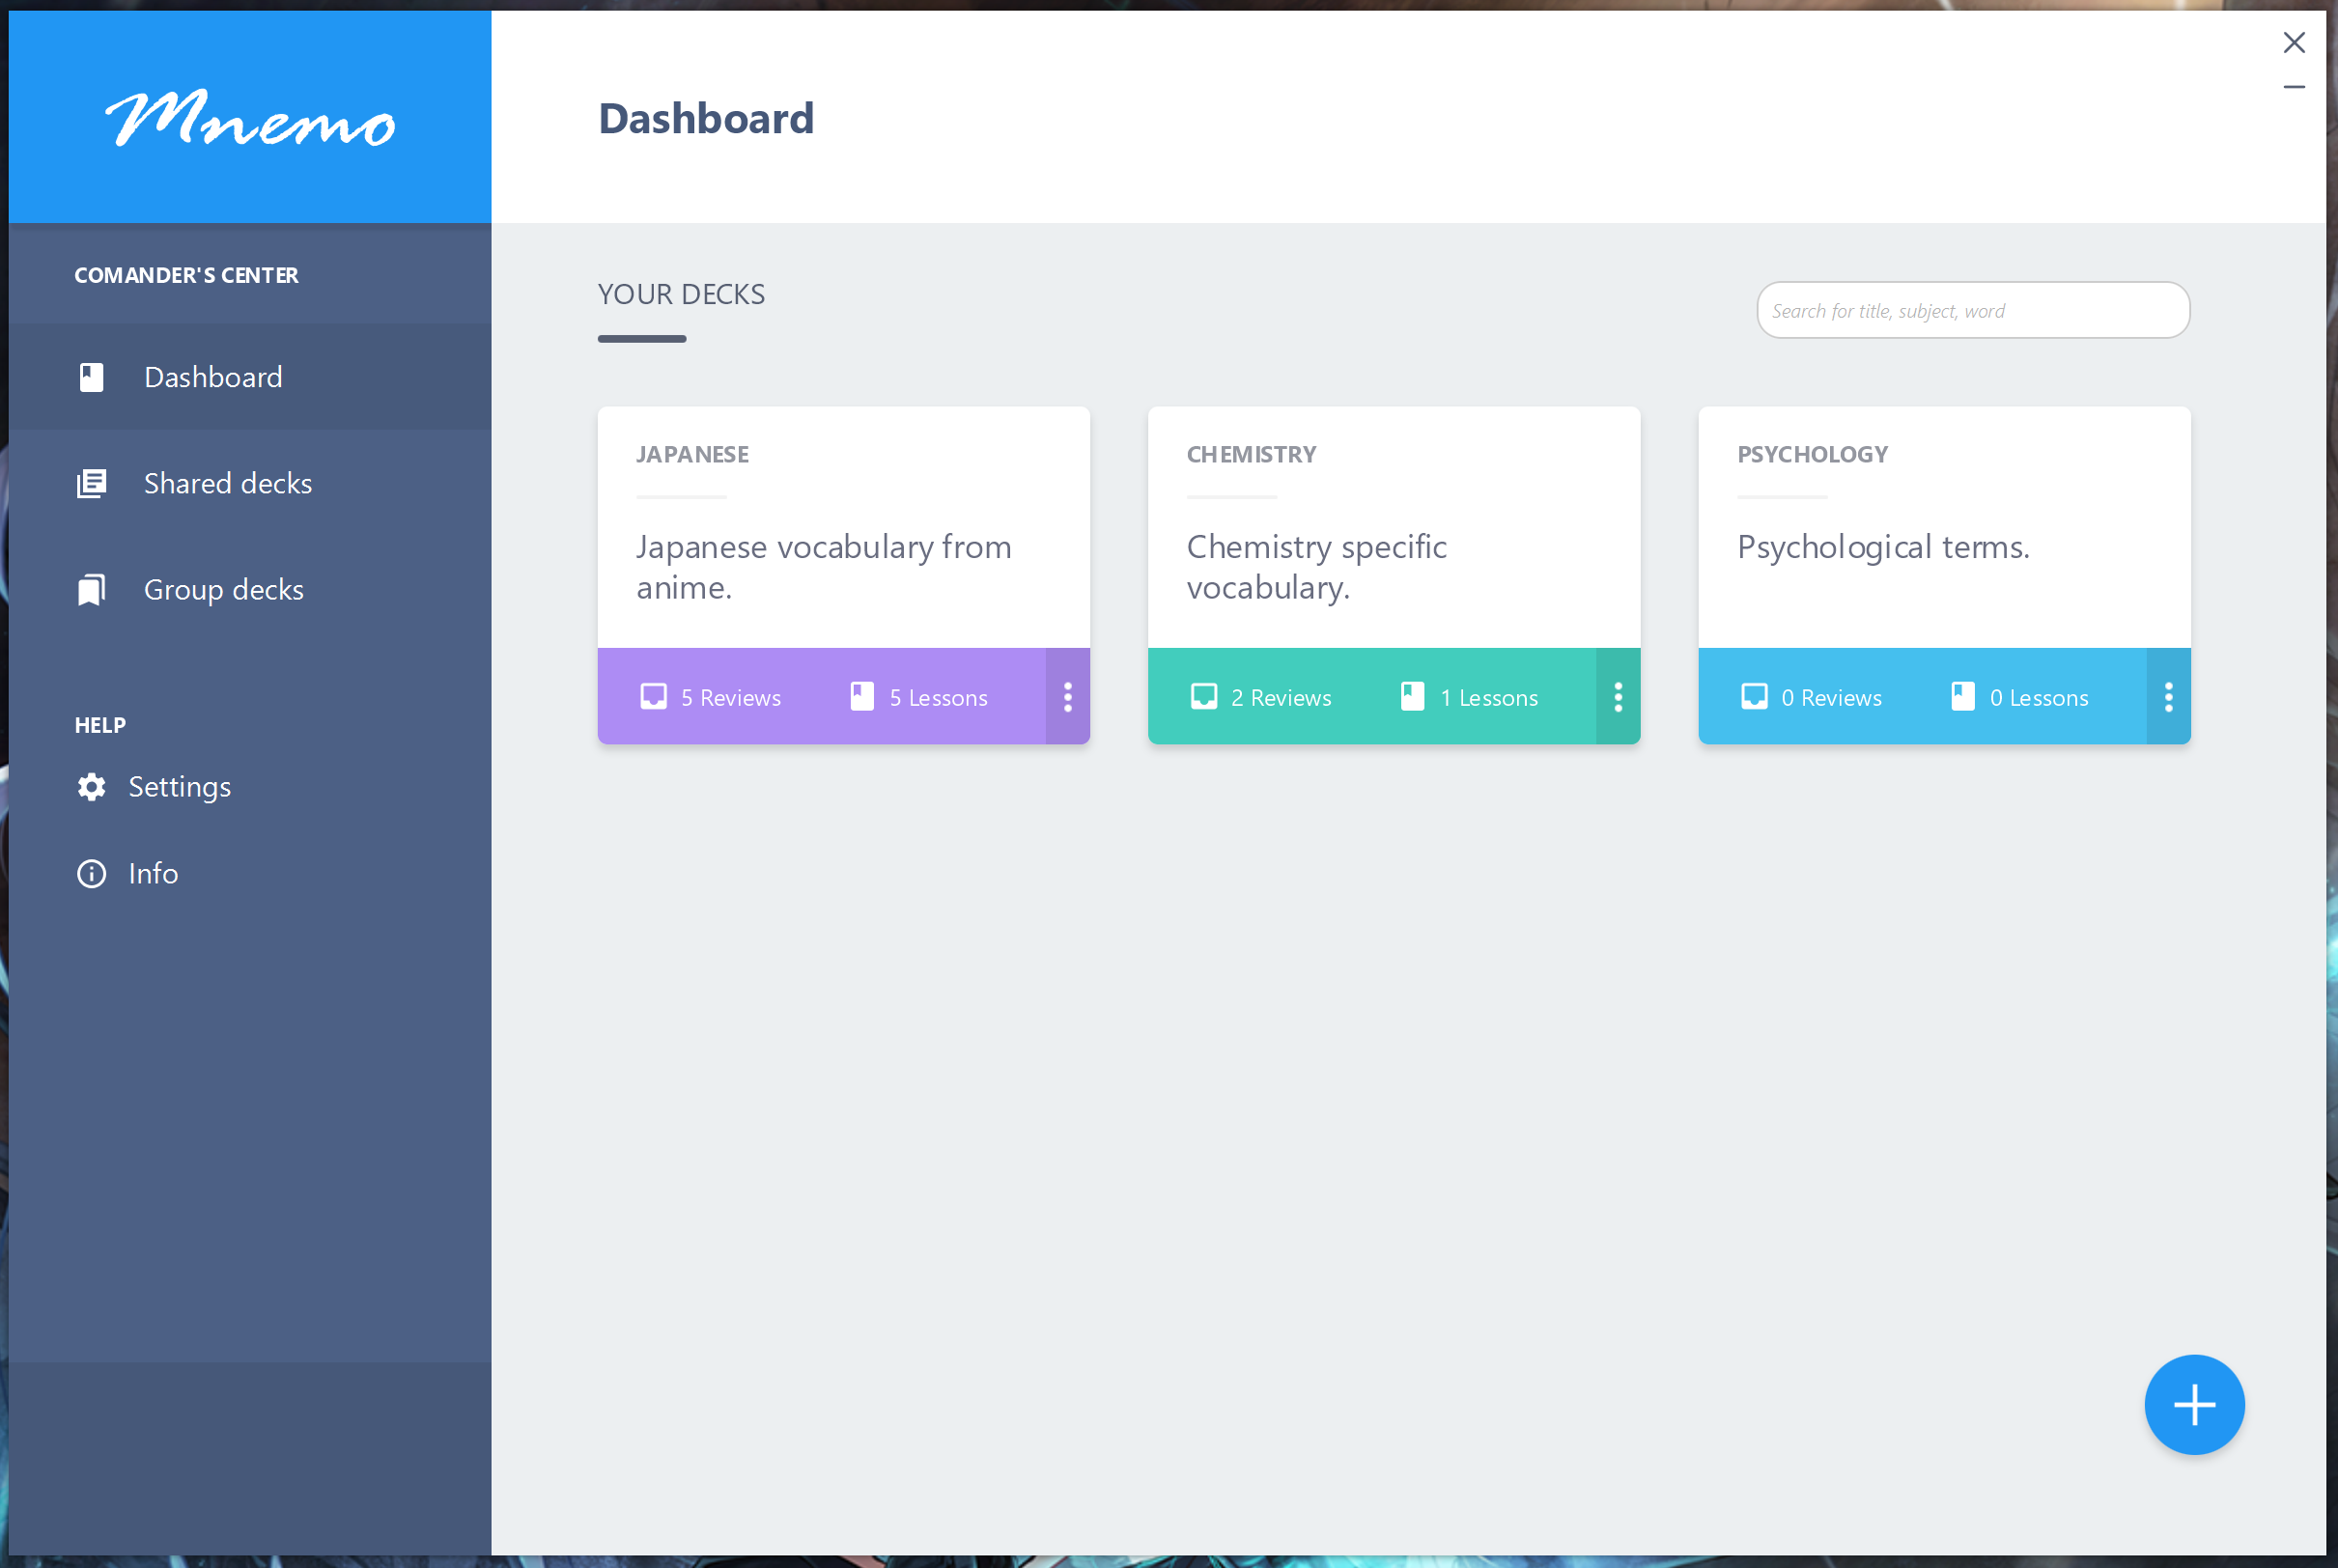 Mnemo
Dashboard
COMANDER'S CENTER
Dashboard
Shared decks
Group decks
HELP
Settings
Info
YOUR DECKS
Search for title, subject, word
JAPANESE
Japanese vocabulary from
anime.
5 Reviews
5 Lessons
CHEMISTRY
Chemistry specific
vocabulary.
2 Reviews
1 Lessons
PSYCHOLOGY
Psychological terms.
0 Reviews
0 Lessons